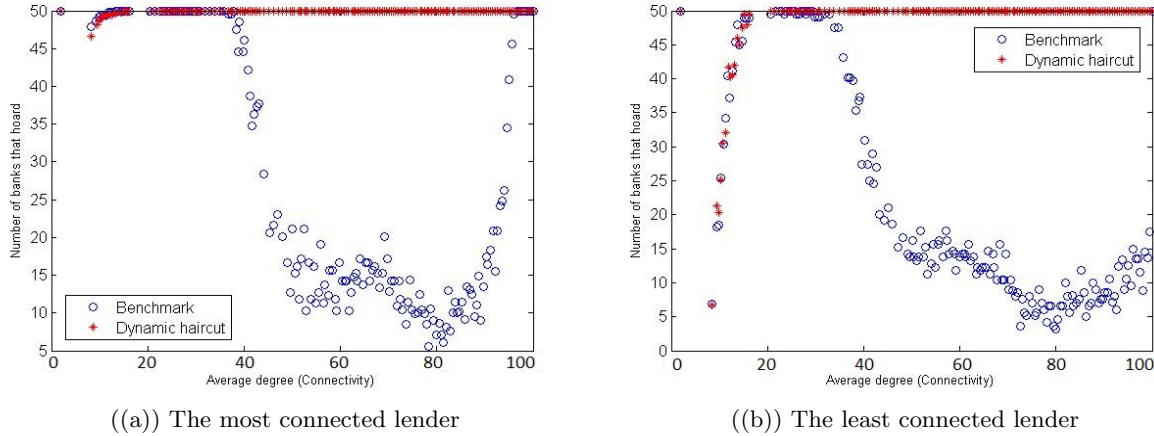 50
45
40
35
30
25
20
15
10
5
Number of banks that hoard
Benchmark
Dynamic haircut
0 20 40 60 80 100
Average degree (Connectivity)
((a)) The most connected lender
50
45
40
35
30
25
20
15
10
5
0
Number of banks that hoard
Benchmark
Dynamic haircut
0 20 40 60 80 100
Average degree (Connectivity)
((b)) The least connected lender